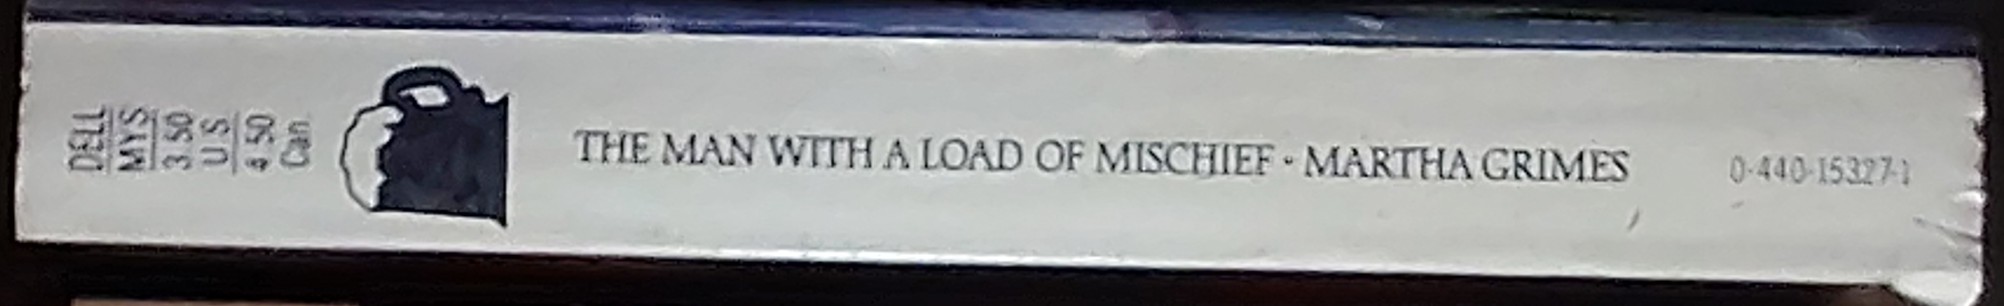 DELL
MYS
3.50
US
4.50
Can
THE MAN WITH A LOAD OF MISCHIEF • MARTHA GRIMES
0-440-15327-1